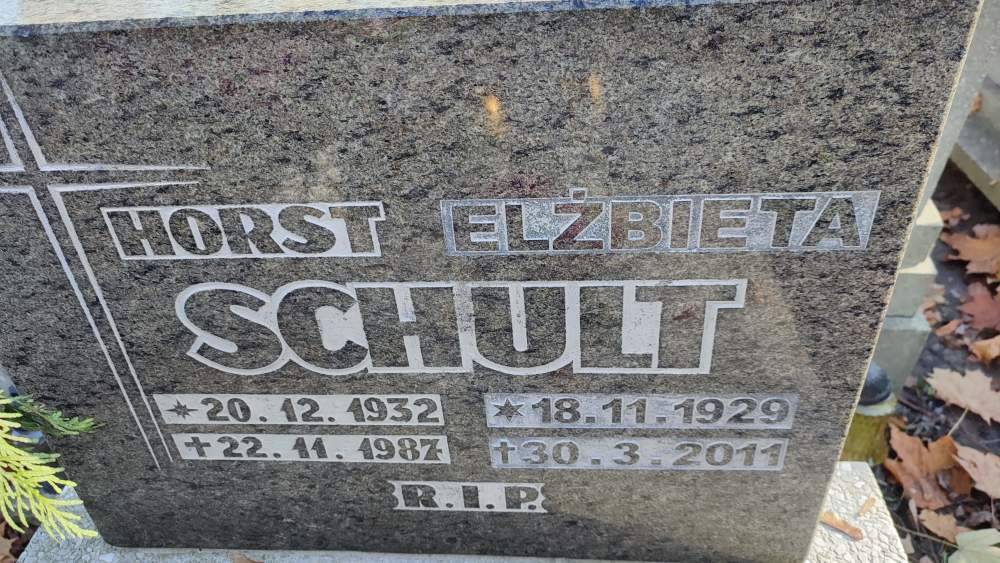 HORST ELŻBIETA
SCHULT
* 20.12.1932 * 18.11.1929
† 22.11.1987 † 30.3.2011
R.I.P.